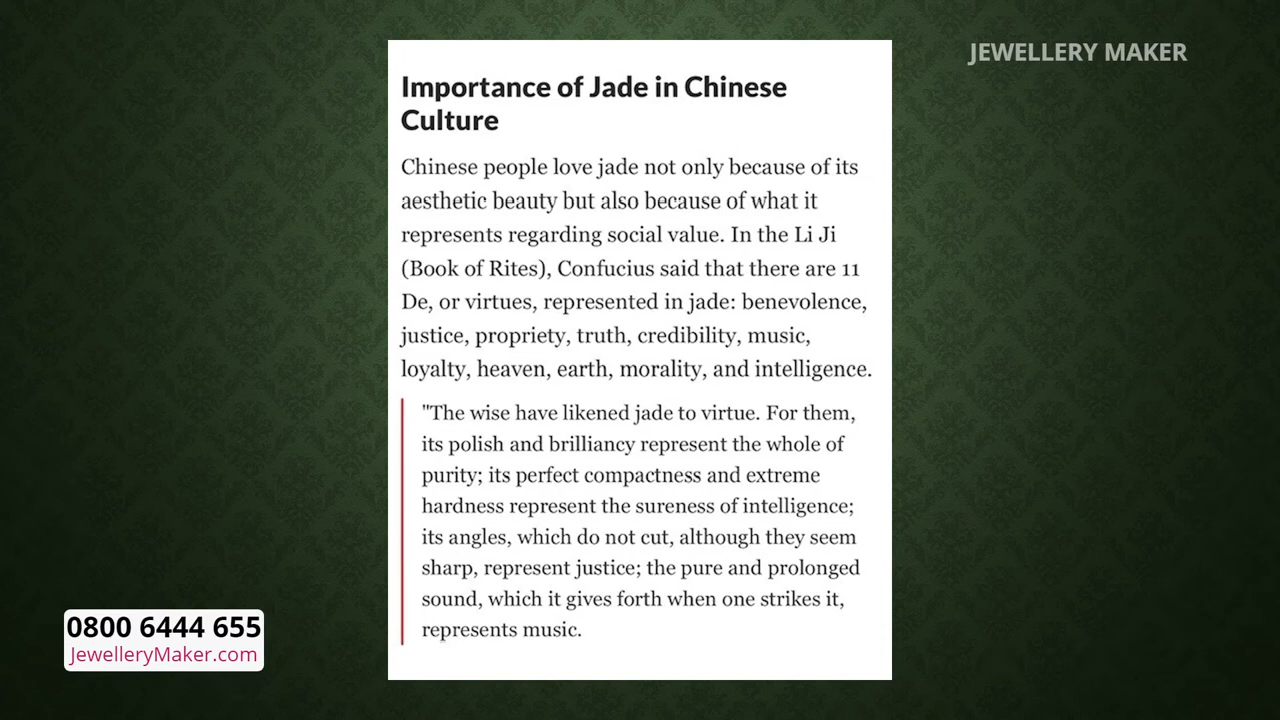 JEWELLERY MAKER
Importance of Jade in Chinese
Culture
Chinese people love jade not only because of its
aesthetic beauty but also because of what it
represents regarding social value. In the Li Ji
(Book of Rites), Confucius said that there are 11
De, or virtues, represented in jade: benevolence,
justice, propriety, truth, credibility, music,
loyalty, heaven, earth, morality, and intelligence.
"The wise have likened jade to virtue. For them,
its polish and brilliancy represent the whole of
purity; its perfect compactness and extreme
hardness represent the sureness of intelligence;
its angles, which do not cut, although they seem
sharp, represent justice; the pure and prolonged
sound, which it gives forth when one strikes it,
represents music.
0800 6444 655
JewelleryMaker.com